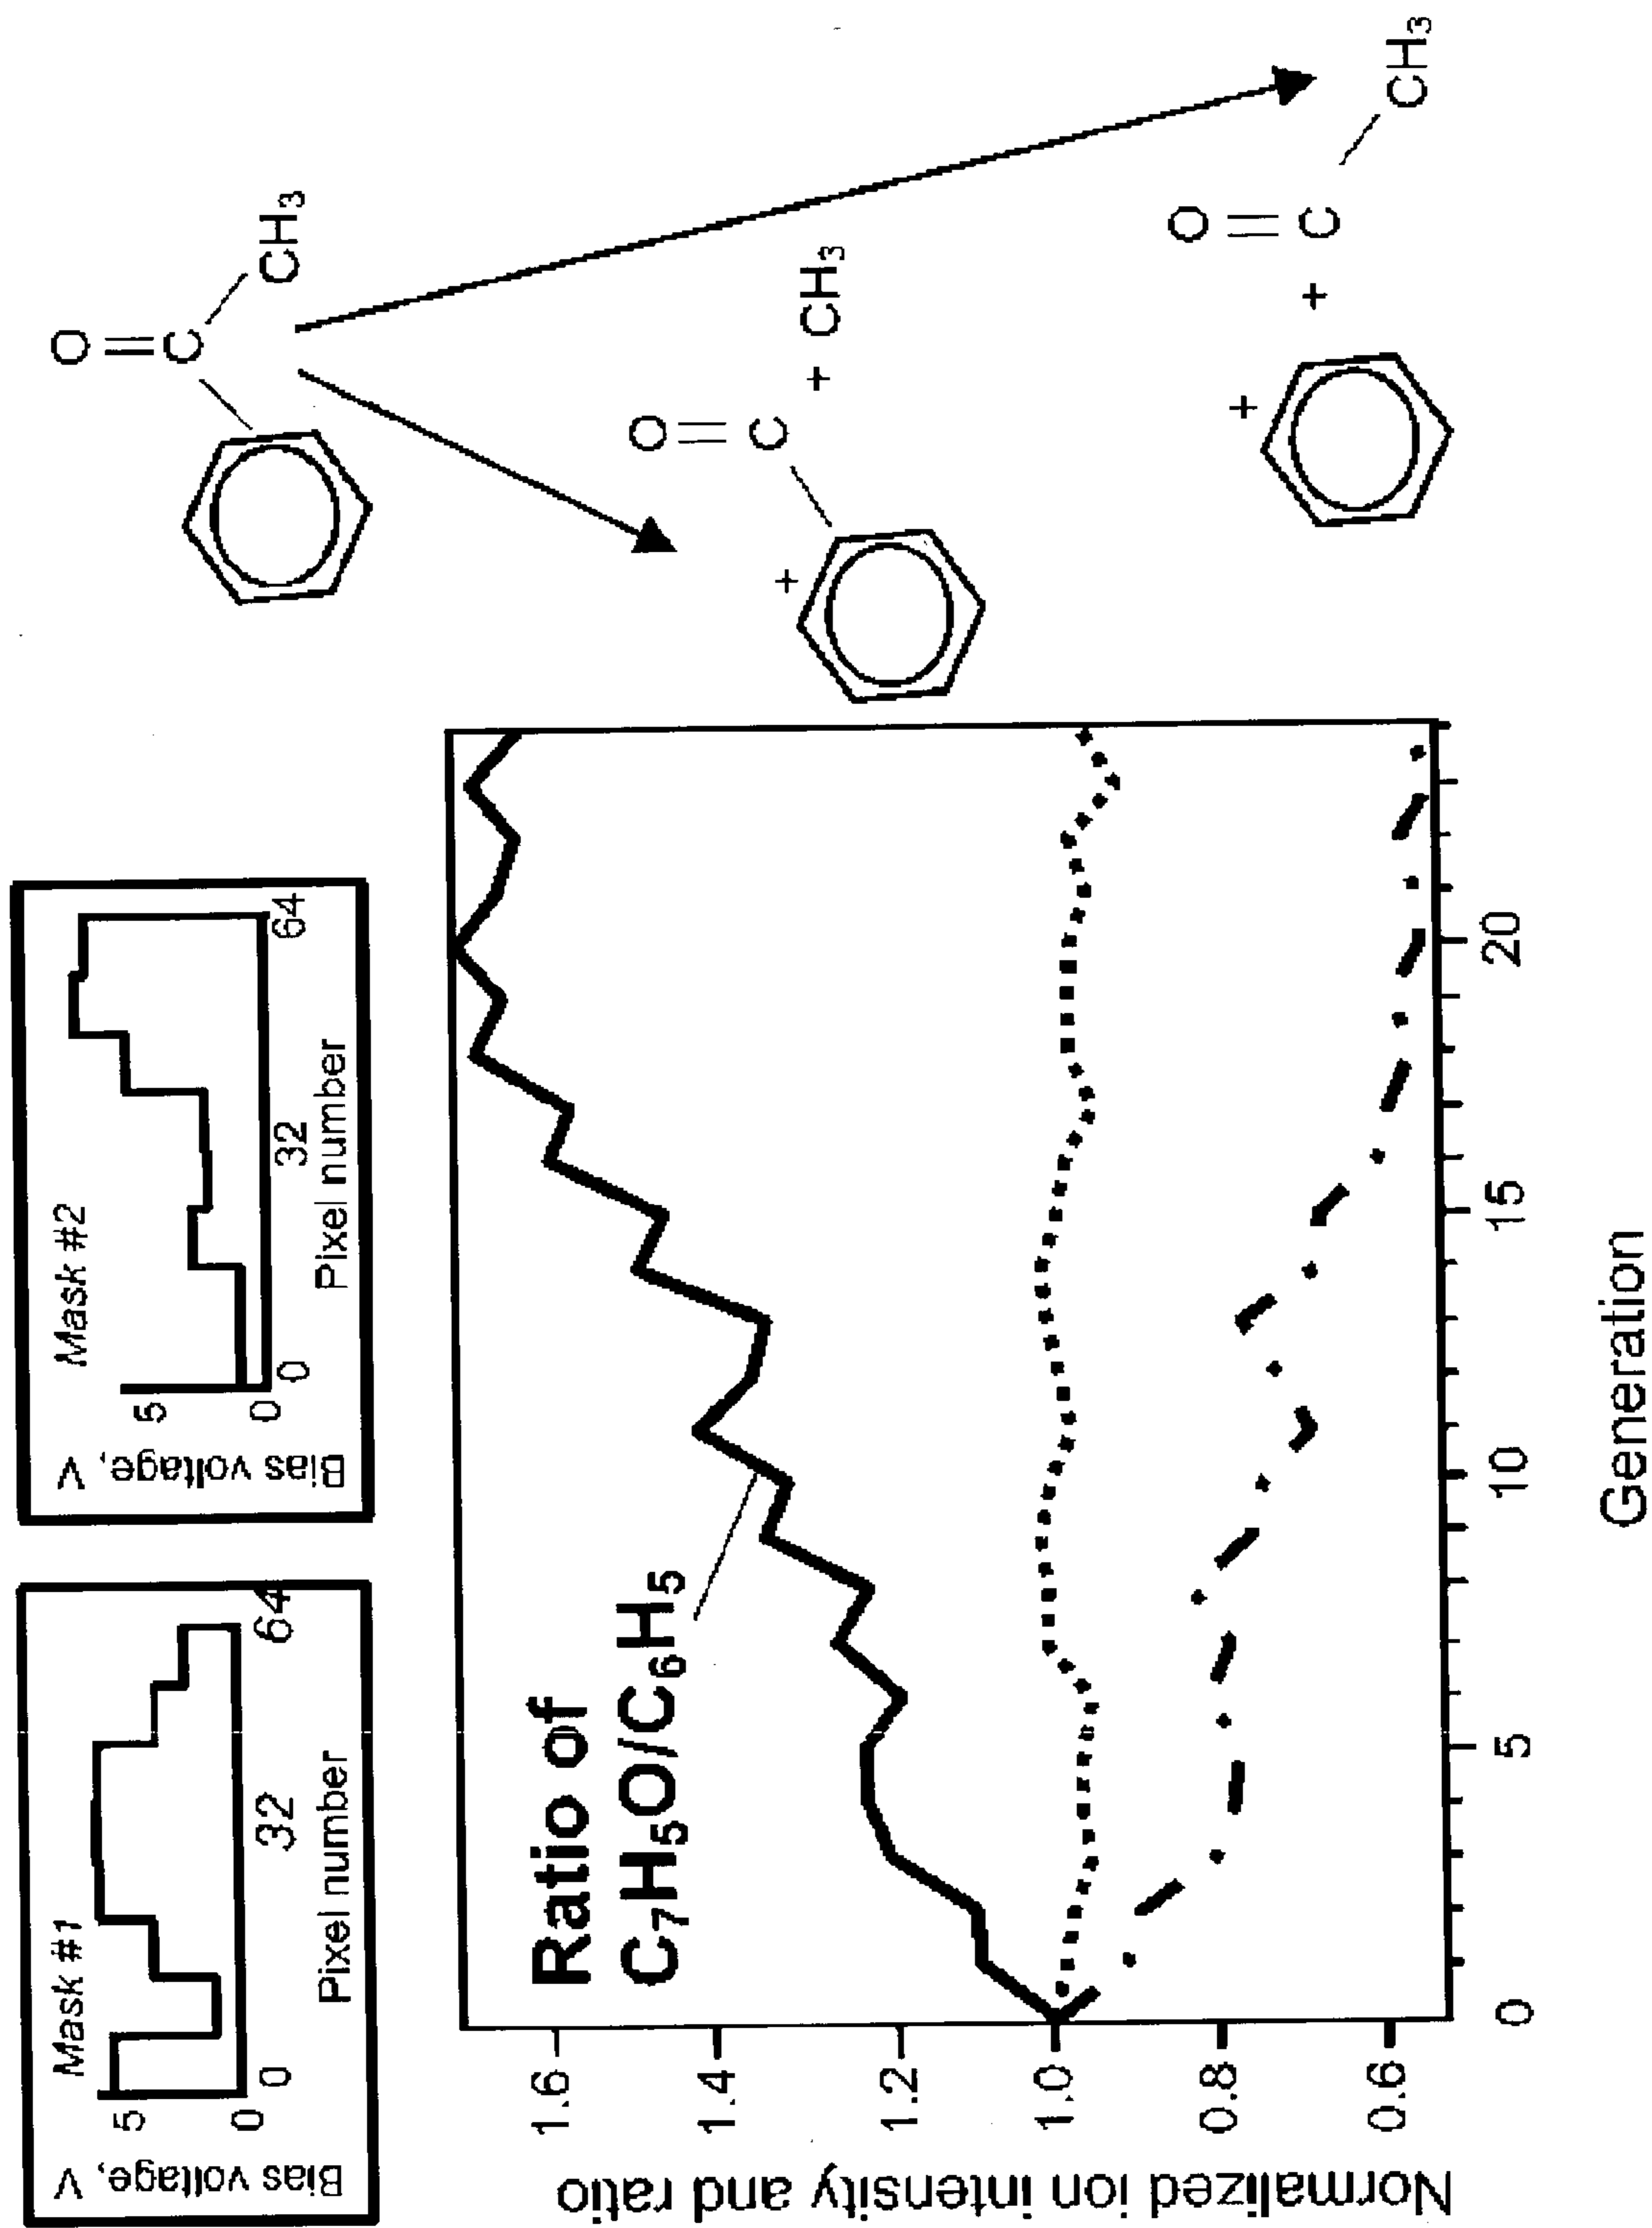 Mask #1
Bias voltage, V
5
0
0
32
64
Pixel number
Mask #2
Bias voltage, V
5
0
0
32
64
Pixel number
O
C
CH3
+
O
C
+ CH3
+
+
O
C
CH3
Ratio of
C7H5O/C6H5
Normalized ion intensity and ratio
1.6
1.4
1.2
1.0
0.8
0.6
0
5
10
15
20
Generation